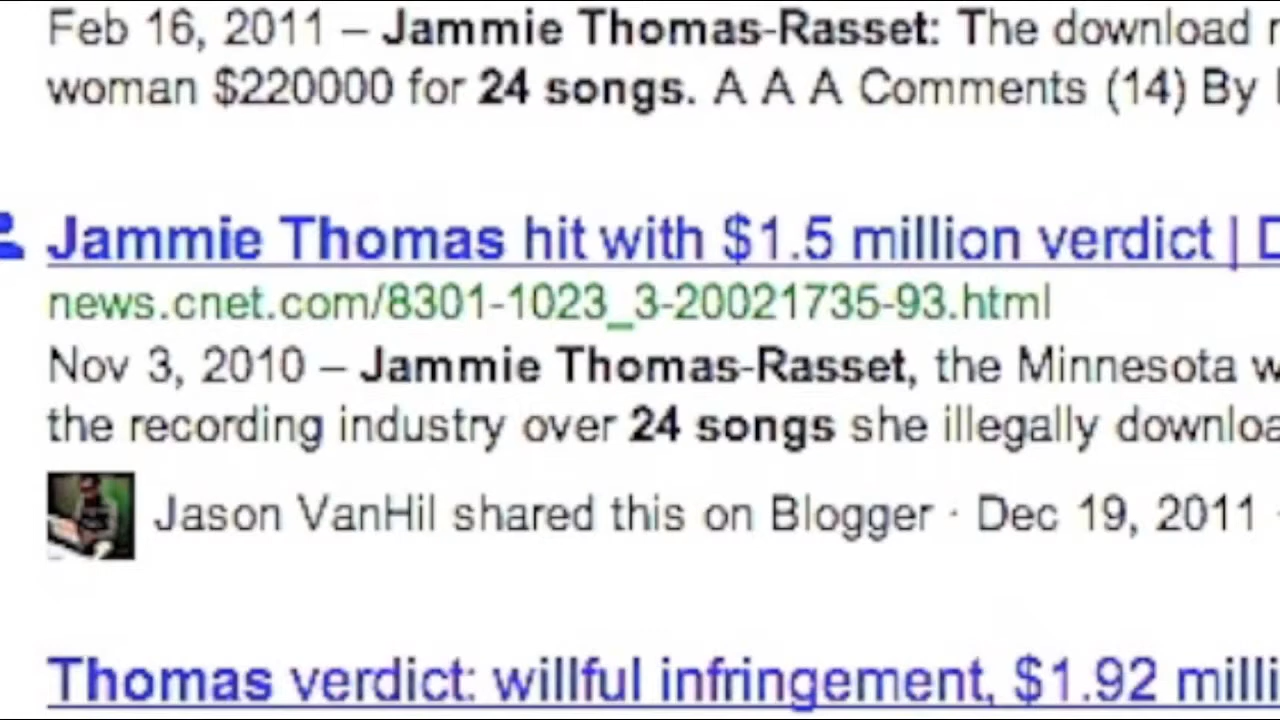 Feb 16, 2011 – Jammie Thomas-Rasset: The download
woman $220000 for 24 songs. A A A Comments (14) By
Jammie Thomas hit with $1.5 million verdict |
news.cnet.com/8301-1023_3-20021735-93.html
Nov 3, 2010 – Jammie Thomas-Rasset, the Minnesota
the recording industry over 24 songs she illegally
Jason VanHil shared this on Blogger · Dec 19, 2011
Thomas verdict: willful infringement, $1.92